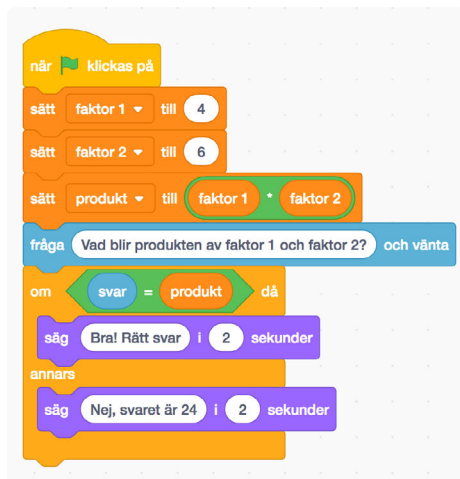 när klickas på
sätt faktor 1 till 4
sätt faktor 2 till 6
sätt produkt till faktor 1 * faktor 2
fråga Vad blir produkten av faktor 1 och faktor 2? och vänta
om svar = produkt då
säg Bra! Rätt svar i 2 sekunder
annars
säg Nej, svaret är 24 i 2 sekunder